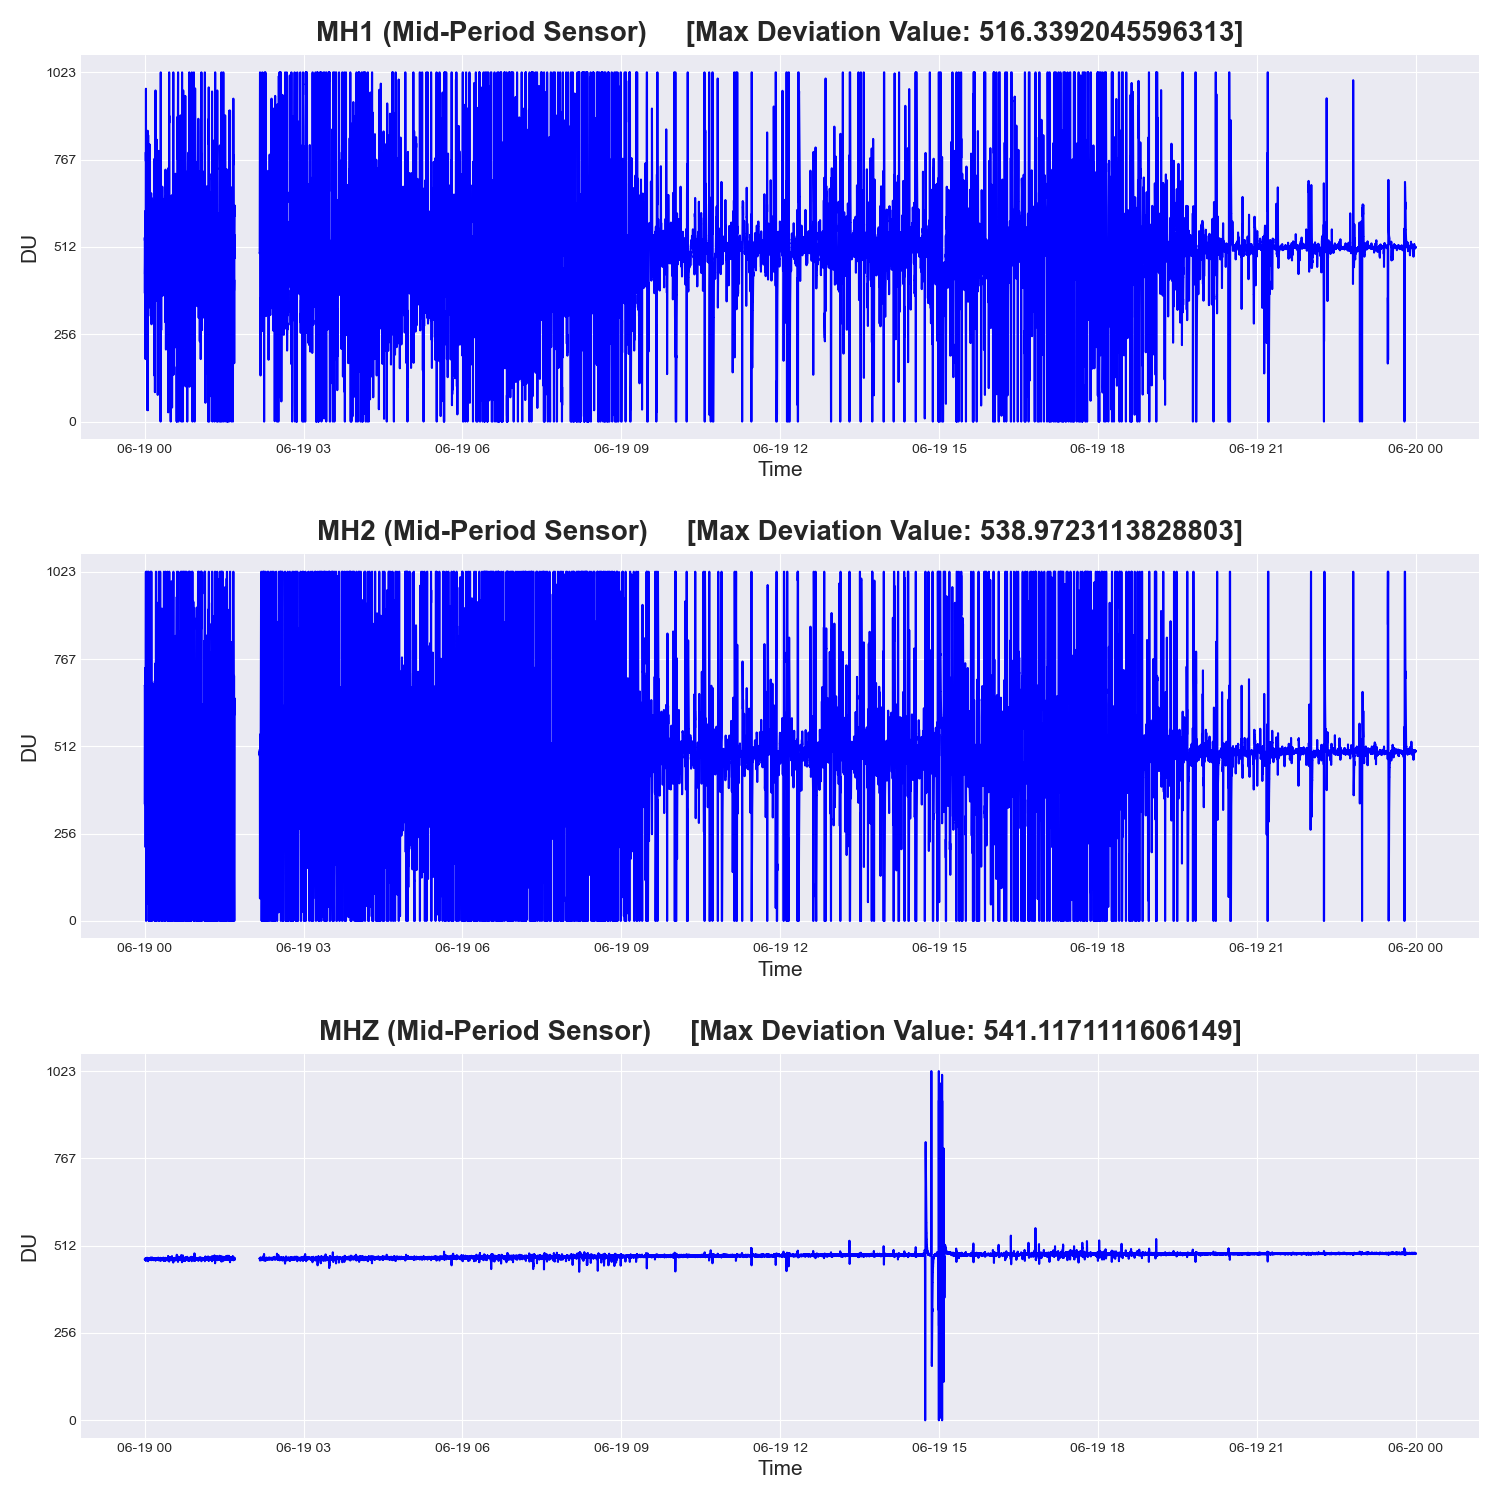 MH1 (Mid-Period Sensor) [Max Deviation Value: 516.3392045596313]
1023
767
512
256
0
DU
06-19 00 06-19 03 06-19 06 06-19 09 06-19 12 06-19 15 06-19 18 06-19 21 06-20 00
Time
MH2 (Mid-Period Sensor) [Max Deviation Value: 538.9723113828803]
1023
767
512
256
0
DU
06-19 00 06-19 03 06-19 06 06-19 09 06-19 12 06-19 15 06-19 18 06-19 21 06-20 00
Time
MHZ (Mid-Period Sensor) [Max Deviation Value: 541.1171111606149]
1023
767
512
256
0
DU
06-19 00 06-19 03 06-19 06 06-19 09 06-19 12 06-19 15 06-19 18 06-19 21 06-20 00
Time